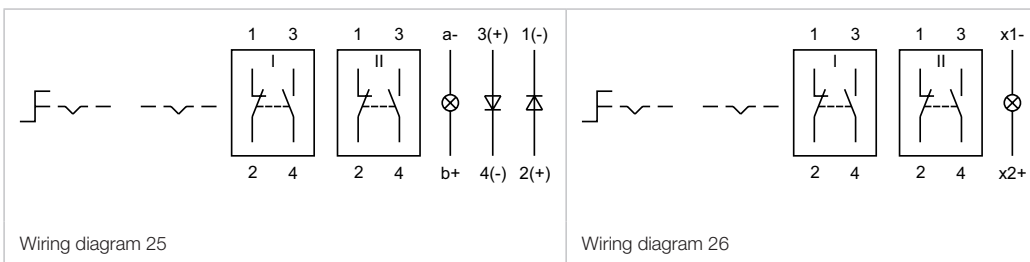 1 3 1 3 a- 3(+) 1(-)
I II
2 4 2 4 b+ 4(-) 2(+)
Wiring diagram 25
1 3 1 3 x1-
I II
2 4 2 4 x2+
Wiring diagram 26